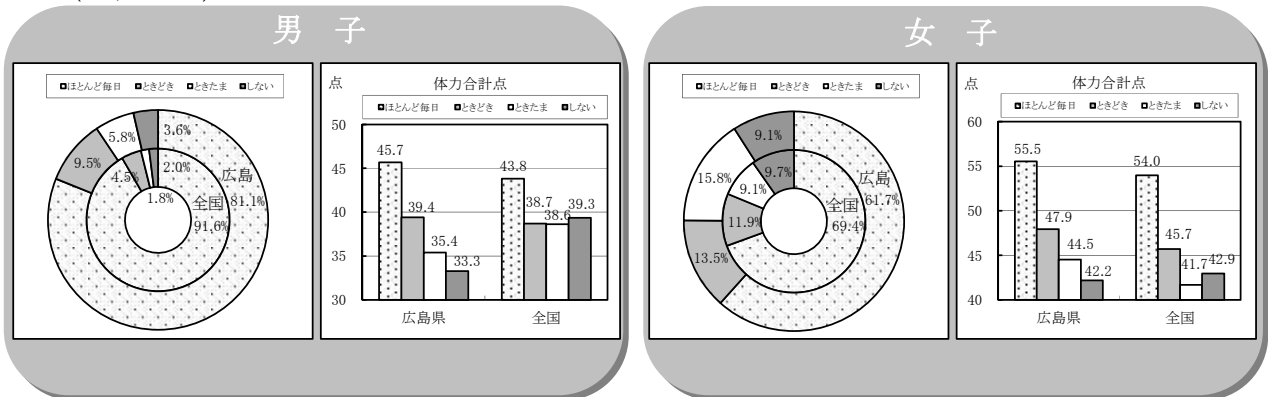 男 子
■ほとんど毎日 ■ときどき □ときたま ■しない
3.6%
5.8%
9.5%
2.0%
4.5%
1.8%
広島
81.1%
全国
91.6%
点
体力合計点
■ほとんど毎日 ■ときどき □ときたま ■しない
50
45
40
35
30
45.7
39.4
35.4
33.3
43.8
38.7
38.6
39.3
広島県
全国
女 子
■ほとんど毎日 ■ときどき □ときたま ■しない
9.1%
15.8%
13.5%
9.7%
9.1%
11.9%
広島
61.7%
全国
69.4%
点
体力合計点
■ほとんど毎日 ■ときどき □ときたま ■しない
60
55
50
45
40
55.5
47.9
44.5
42.2
54.0
45.7
41.7
42.9
広島県
全国